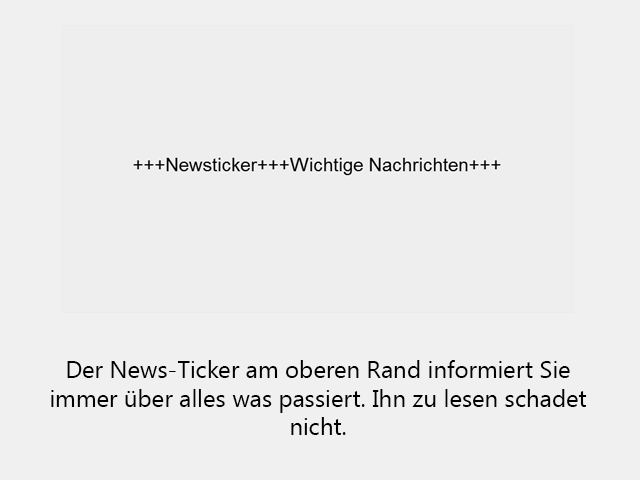 +++Newsticker+++Wichtige Nachrichten+++
Der News-Ticker am oberen Rand informiert Sie
immer über alles was passiert. Ihn zu lesen schadet
nicht.